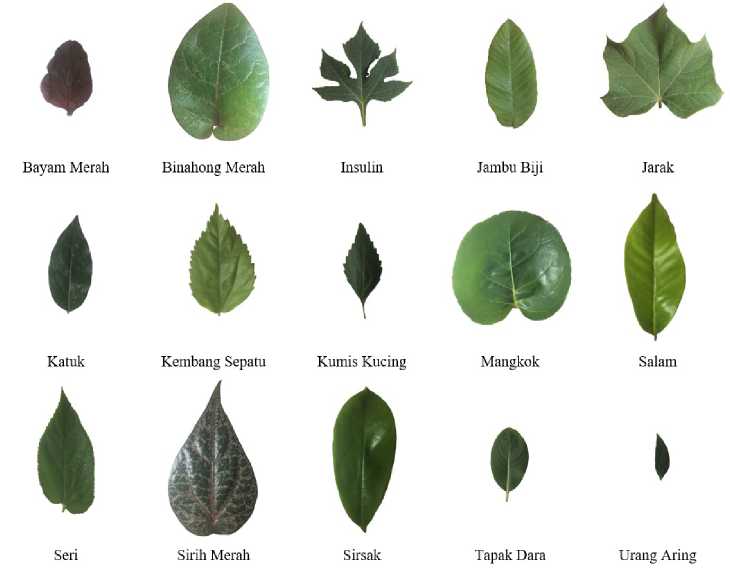 Bayam Merah
Binahong Merah
Insulin
Jambu Biji
Jarak
Katuk
Kembang Sepatu
Kumis Kucing
Mangkok
Salam
Seri
Sirih Merah
Sirsak
Tapak Dara
Urang Aring